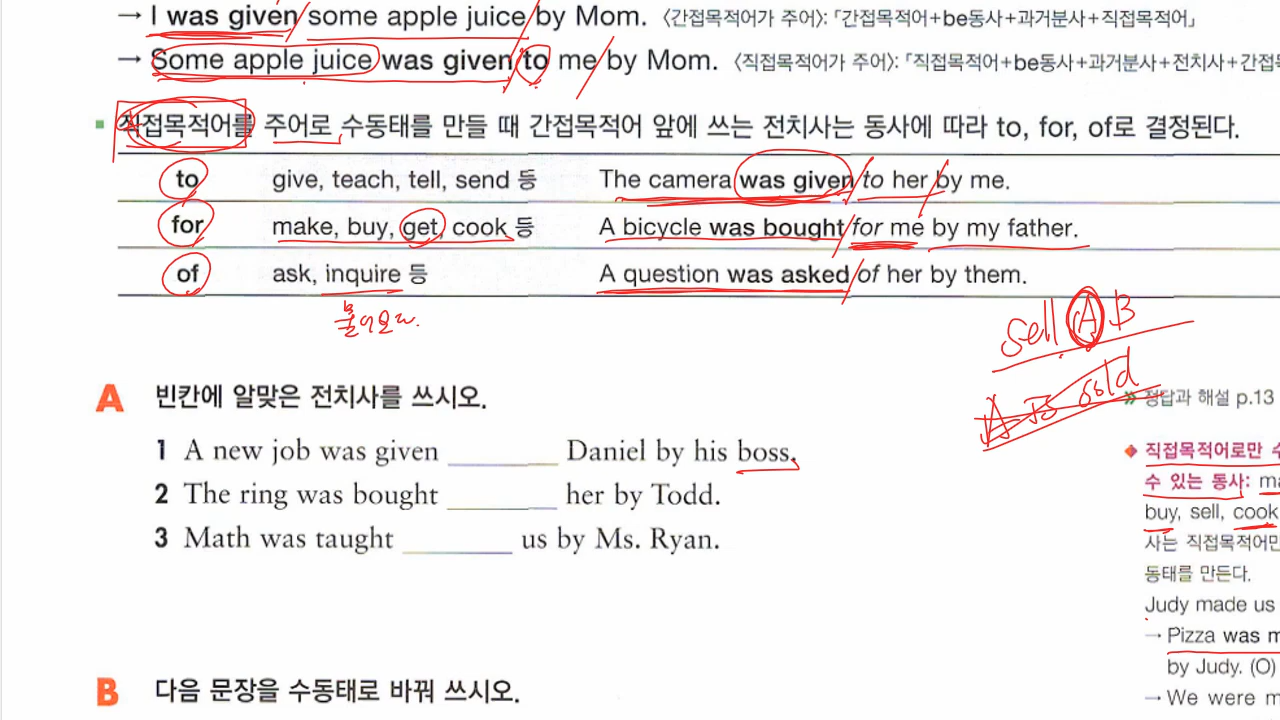 → I was given some apple juice by Mom. 〈간접목적어가 주어〉: 「간접목적어+be동사+과거분사+직접목적어」
→ Some apple juice was given to me by Mom. 〈직접목적어가 주어〉: 「직접목적어+be동사+과거분사+전치사+간접목
직접목적어를 주어로 수동태를 만들 때 간접목적어 앞에 쓰는 전치사는 동사에 따라 to, for, of로 결정된다.
to give, teach, tell, send 등 The camera was given to her by me.
for make, buy, get, cook 등 A bicycle was bought for me by my father.
of ask, inquire 등 A question was asked of her by them.
sell A B
A is sold
A 빈칸에 알맞은 전치사를 쓰시오.
» 정답과 해설 p.13
1 A new job was given ______ Daniel by his boss.
2 The ring was bought ______ her by Todd.
3 Math was taught ______ us by Ms. Ryan.
◆ 직접목적어로만 수
수 있는 동사: ma
buy, sell, cook
사는 직접목적어만
동태를 만든다.
Judy made us
→ Pizza was m
by Judy. (O)
→ We were m
B 다음 문장을 수동태로 바꿔 쓰시오.